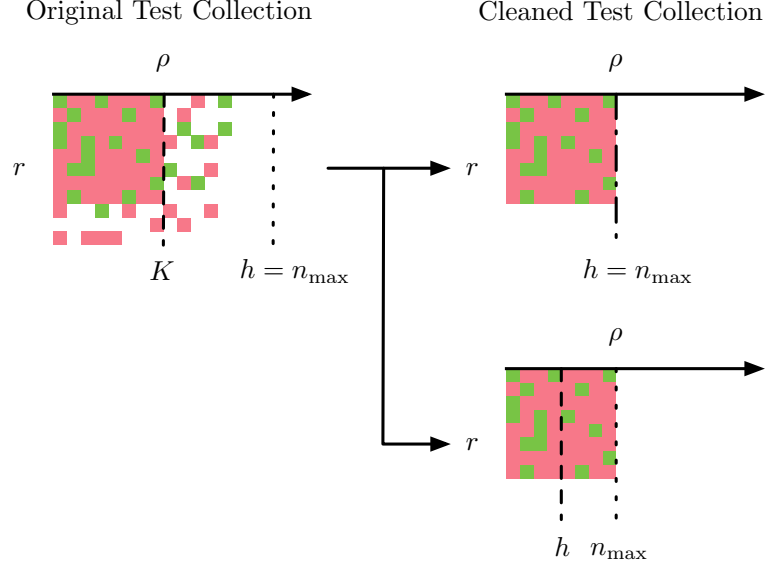 Original Test Collection
Cleaned Test Collection
ρ
ρ
r
r
K
h = n_max
h = n_max
ρ
r
h
n_max